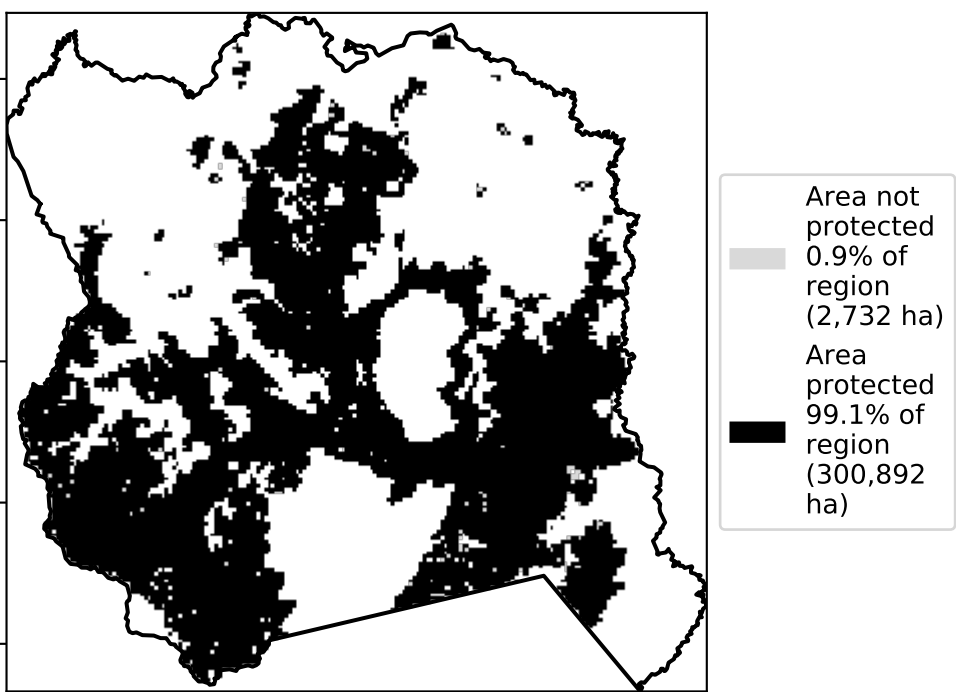 Area not
protected
0.9% of
region
(2,732 ha)
Area
protected
99.1% of
region
(300,892
ha)